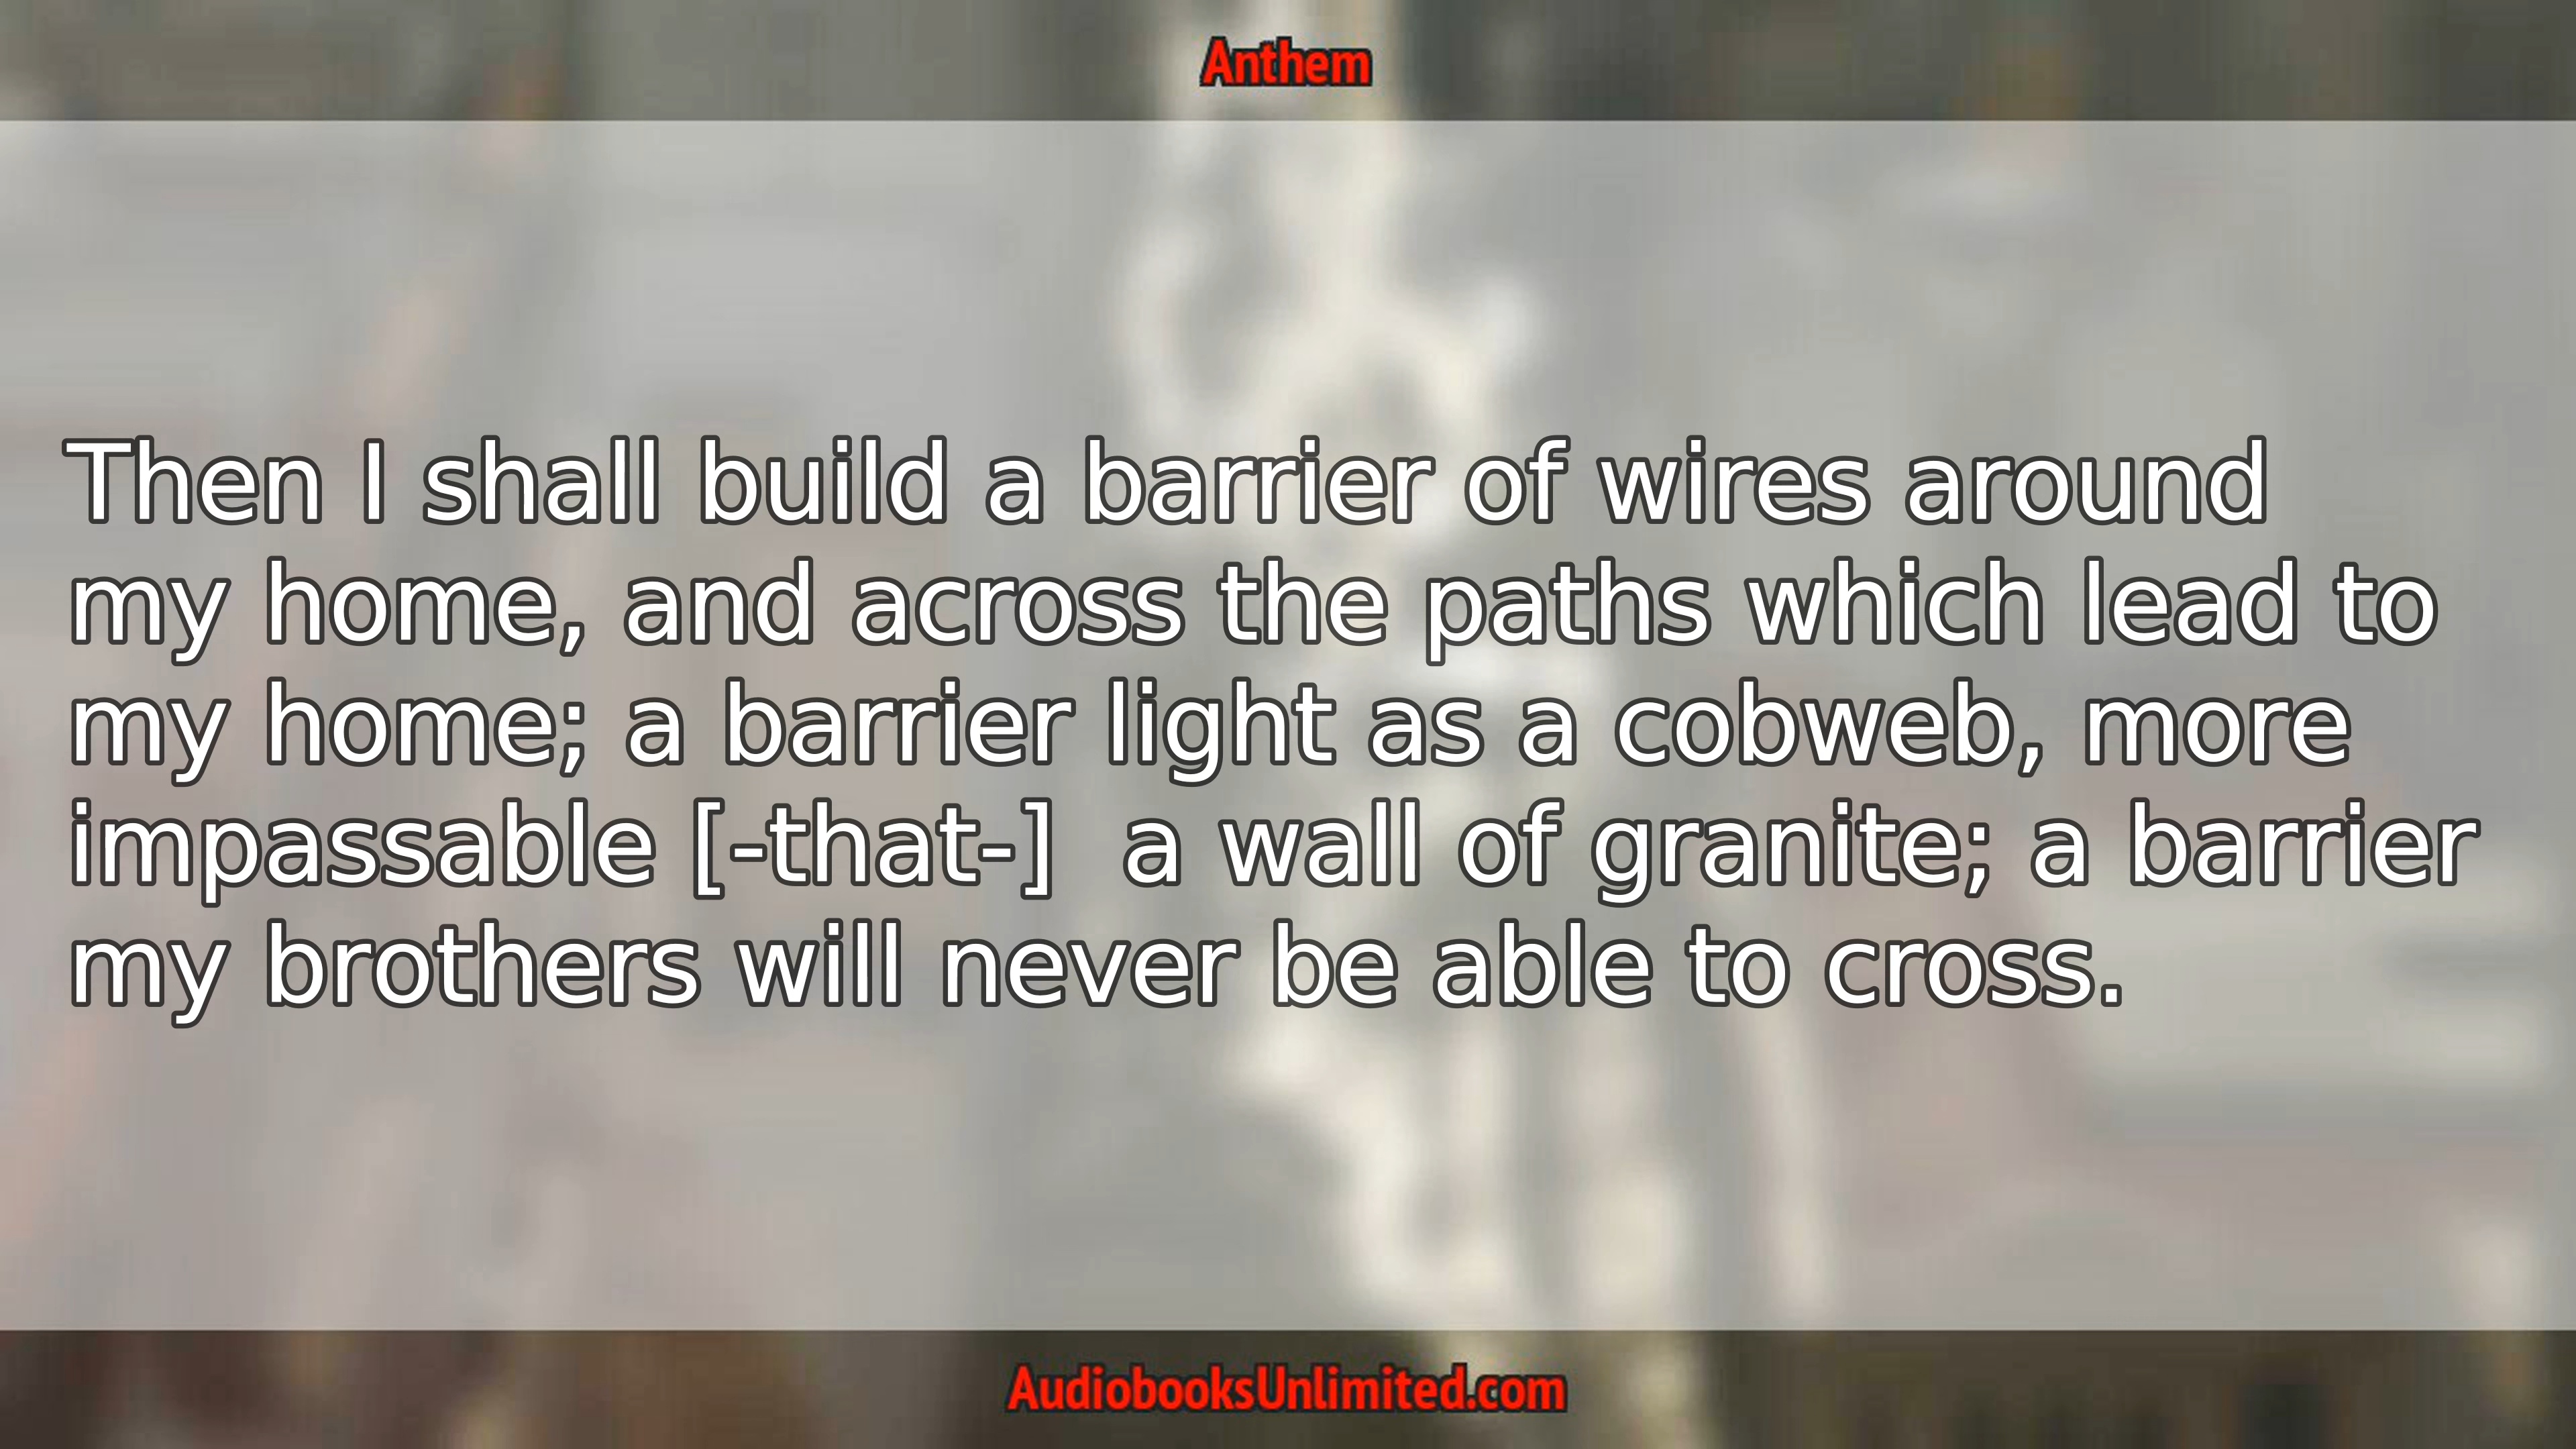 Anthem
Then I shall build a barrier of wires around
my home, and across the paths which lead to
my home; a barrier light as a cobweb, more
impassable [-that-]  a wall of granite; a barrier
my brothers will never be able to cross.
AudiobooksUnlimited.com